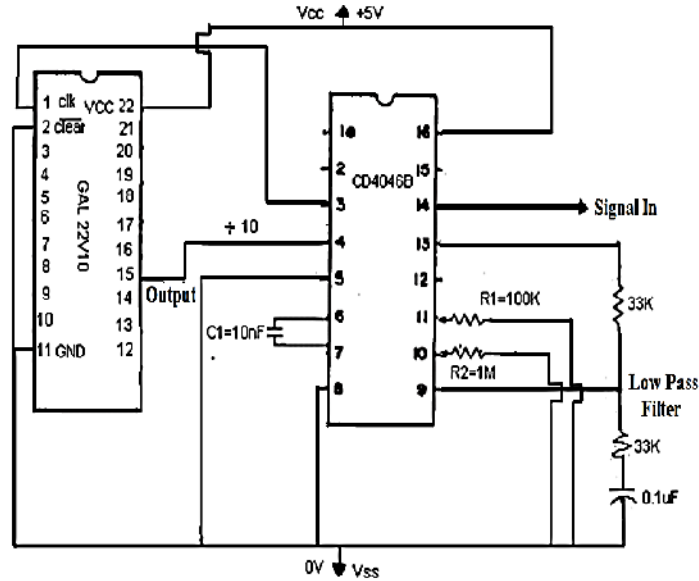 Vcc +5V
1 clk VCC 22
2 clear 21
3 20
4 19
5 18
6 17
7 16
8 15
9 14
10 13
11 GND 12
GAL 22V10
Output
÷ 10
CD4046B
1 16
2 15
3 14
4 13
5 12
6 11
7 10
8 9
C1=10nF
Signal In
R1=100K
R2=1M
33K
Low Pass
Filter
33K
0.1uF
0V Vss